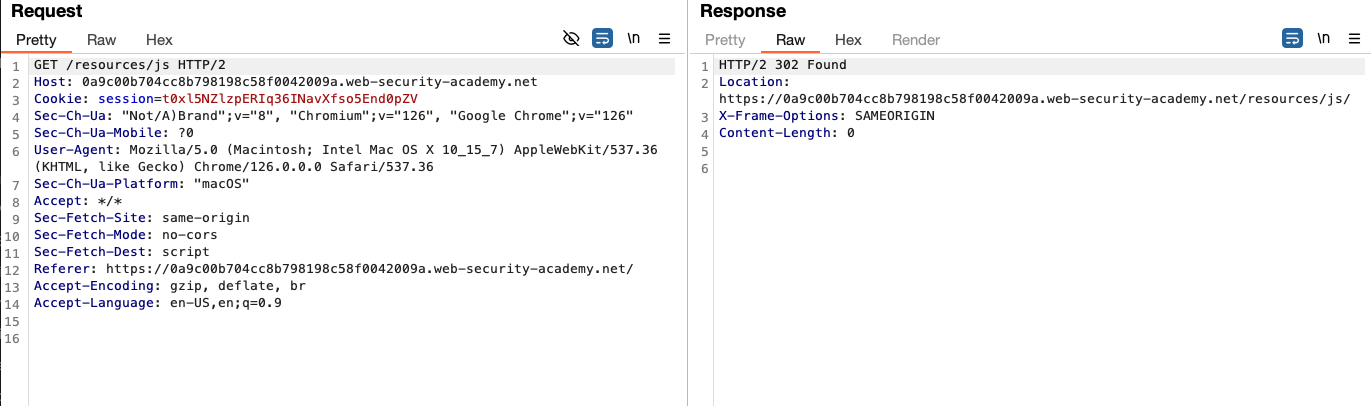 Request
Pretty Raw Hex \n
1 GET /resources/js HTTP/2
2 Host: 0a9c00b704cc8b798198c58f0042009a.web-security-academy.net
3 Cookie: session=t0xl5NZlzpERIq36INavXfso5End0pZV
4 Sec-Ch-Ua: "Not/A)Brand";v="8", "Chromium";v="126", "Google Chrome";v="126"
5 Sec-Ch-Ua-Mobile: ?0
6 User-Agent: Mozilla/5.0 (Macintosh; Intel Mac OS X 10_15_7) AppleWebKit/537.36
(KHTML, like Gecko) Chrome/126.0.0.0 Safari/537.36
7 Sec-Ch-Ua-Platform: "macOS"
8 Accept: */*
9 Sec-Fetch-Site: same-origin
10 Sec-Fetch-Mode: no-cors
11 Sec-Fetch-Dest: script
12 Referer: https://0a9c00b704cc8b798198c58f0042009a.web-security-academy.net/
13 Accept-Encoding: gzip, deflate, br
14 Accept-Language: en-US,en;q=0.9
15
16
Response
Pretty Raw Hex Render \n
1 HTTP/2 302 Found
2 Location:
https://0a9c00b704cc8b798198c58f0042009a.web-security-academy.net/resources/js/
3 X-Frame-Options: SAMEORIGIN
4 Content-Length: 0
5
6